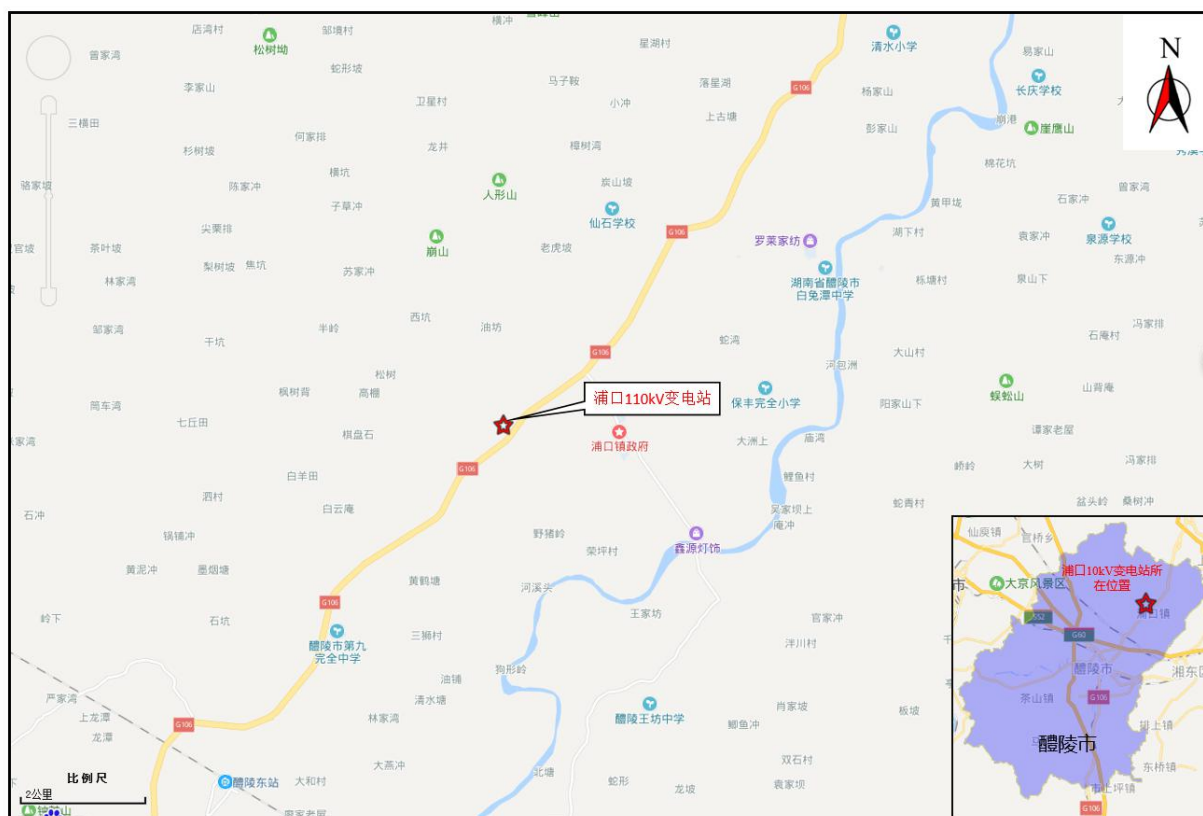 店湾村
邹境村
横冲
松树坳
星湖村
清水小学
易家山
N
曾家湾
蛇形坡
李家山
马子鞍
落星湖
G106
杨家山
长庆学校
三横田
卫星村
小冲
上古塘
彭家山
崩港
崖鹰山
何家排
杉树坡
龙井
樟树湾
横坑
棉花坑
骆家坡
陈家冲
人形山
炭山坡
曾家湾
子草冲
仙石学校
黄甲垅
石家冲
尖栗排
G106
泉源学校
茶叶坡
崩山
老虎坡
罗莱家纺
湖下村
袁家冲
东源冲
梨树坡
焦坑
苏家冲
湖南省醴陵市
白兔潭中学
栎塘村
泉山下
林家湾
西坑
油坊
邹家湾
半岭
冯家排
干坑
蛇湾
石庵村
G106
大山村
河包洲
松树
枫树背
高棚
浦口110kV变电站
保丰完全小学
阳家山下
蜈蚣山
山背庵
筒车湾
七丘田
棋盘石
浦口镇政府
大洲上
庙湾
谭家老屋
G106
白羊田
鲤鱼村
桥岭
大树
冯家排
泗村
石冲
白云庵
吴家坝上
庵冲
蛇青村
盆头岭
桑树冲
锅铺冲
野猪岭
荣坪村
鑫源灯饰
黄泥冲
墨烟塘
黄鹤塘
河溪头
G106
王家坊
官家冲
岭下
石坑
醴陵市第九
完全中学
三狮村
泮川村
狗形岭
严家湾
油铺
清水塘
上龙潭
林家湾
醴陵王坊中学
肖家坡
板坡
G106
龙潭
鲫鱼冲
大燕冲
双石村
比例尺
醴陵东站
大和村
北塘
蛇形
龙坡
袁家坝
2公里
仙庾镇
官桥乡
大京风景区
浦口10kV变电站所
在位置
G60
醴陵市
湘东区
茶山镇
G106
醴陵市
东桥镇
G106